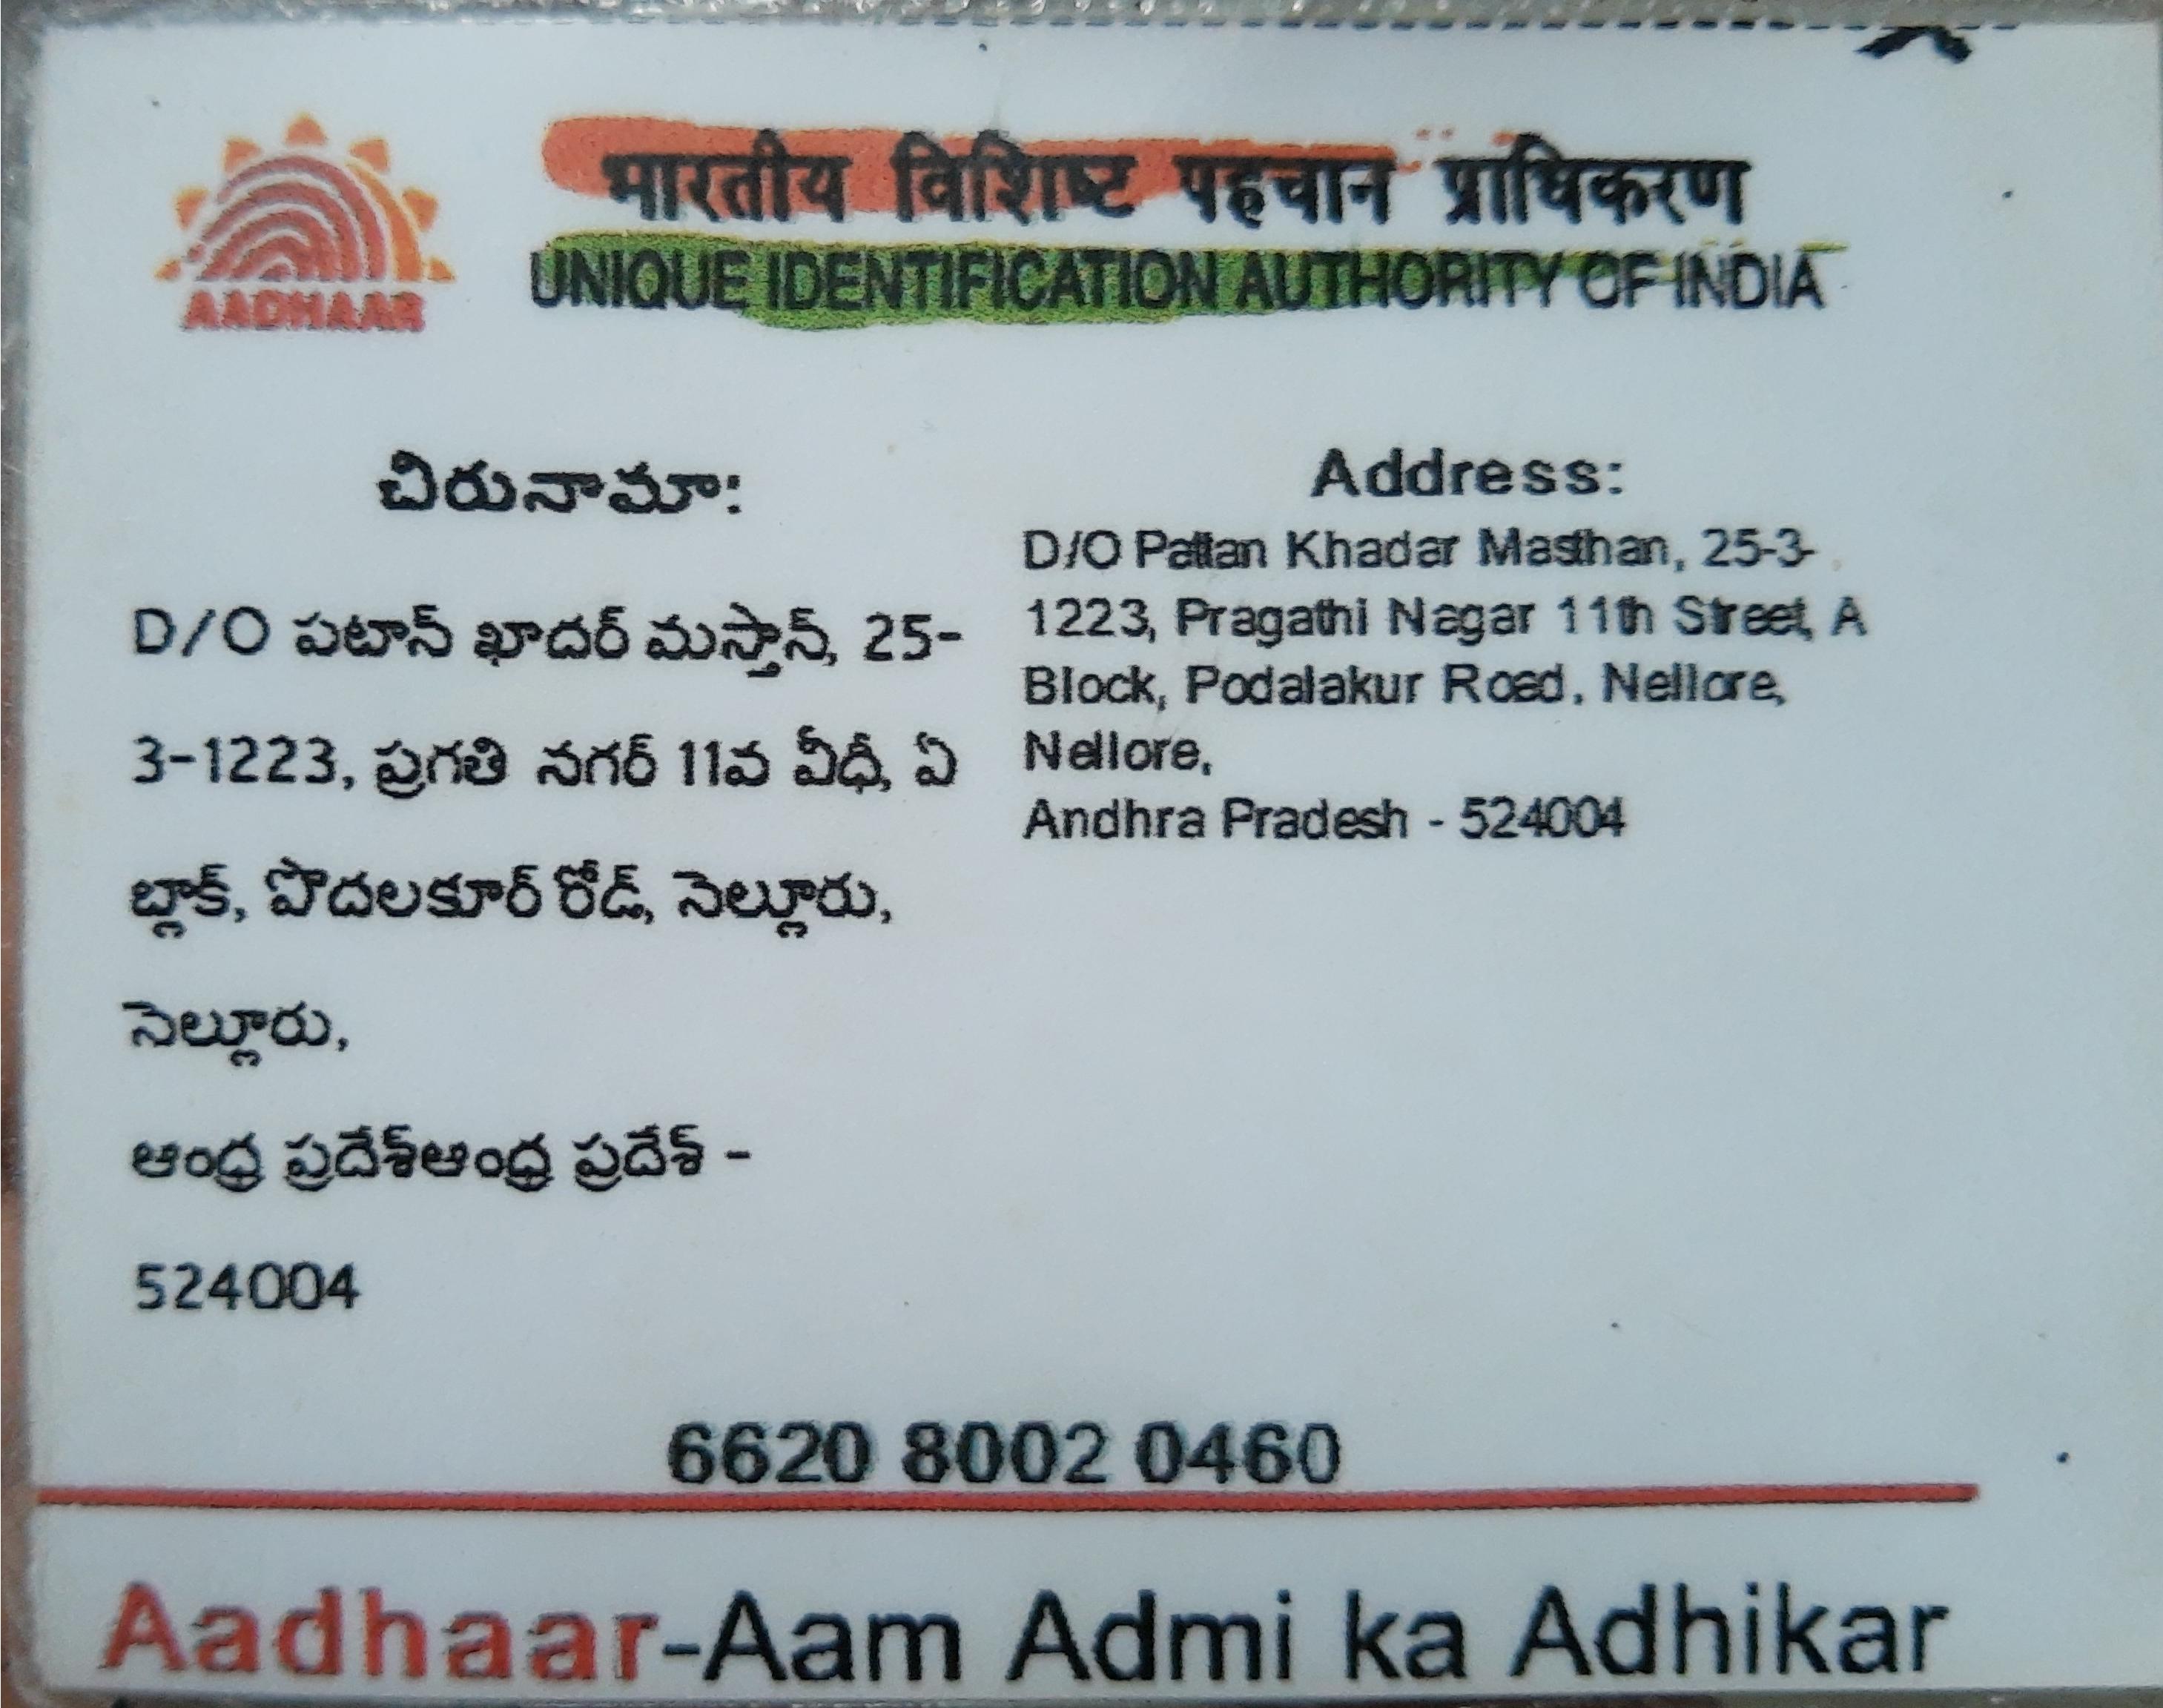 भारतीय विशिष्ट पहचान प्राधिकरण
UNIQUE IDENTIFICATION AUTHORITY OF INDIA
AADHAAR
చిరునామా:
D/O పటాన్ ఖాదర్ మస్తాన్, 25-
3-1223, ప్రగతి నగర్ 11వ వీధీ, ఏ
బ్లాక్, పొదలకూర్ రోడ్, నెల్లూరు,
నెల్లూరు,
ఆంధ్ర ప్రదేశ్ఆంధ్ర ప్రదేశ్ -
524004
Address:
D/O Pattan Khadar Masthan, 25-3-
1223, Pragathi Nagar 11th Street, A
Block, Podalakur Road, Nellore,
Nellore,
Andhra Pradesh - 524004
6620 8002 0460
Aadhaar-Aam Admi ka Adhikar